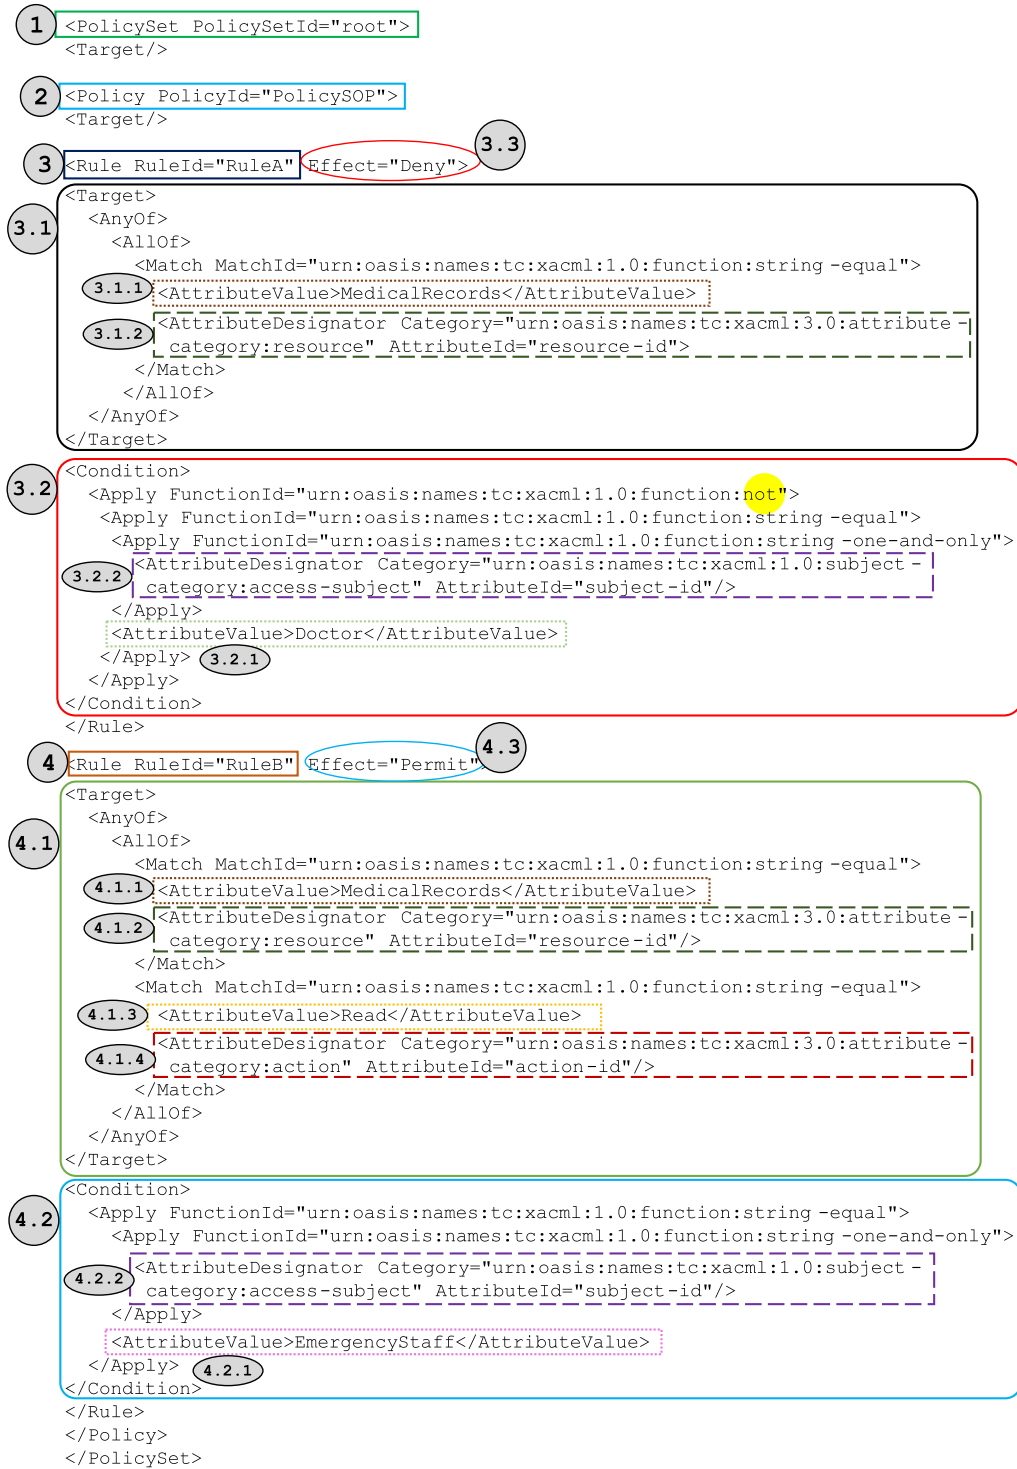 1 <PolicySet PolicySetId="root">
<Target/>
2 <Policy PolicyId="PolicySOP">
<Target/>
3 <Rule RuleId="RuleA" Effect="Deny"> 3.3
<Target>
3.1 <AnyOf>
<AllOf>
<Match MatchId="urn:oasis:names:tc:xacml:1.0:function:string-equal">
3.1.1 <AttributeValue>MedicalRecords</AttributeValue>
3.1.2 <AttributeDesignator Category="urn:oasis:names:tc:xacml:3.0:attribute-
category:resource" AttributeId="resource-id">
</Match>
</AllOf>
</AnyOf>
</Target>
3.2 <Condition>
<Apply FunctionId="urn:oasis:names:tc:xacml:1.0:function:not">
<Apply FunctionId="urn:oasis:names:tc:xacml:1.0:function:string-equal">
<Apply FunctionId="urn:oasis:names:tc:xacml:1.0:function:string-one-and-only">
3.2.2 <AttributeDesignator Category="urn:oasis:names:tc:xacml:1.0:subject-
category:access-subject" AttributeId="subject-id"/>
</Apply>
<AttributeValue>Doctor</AttributeValue>
</Apply> 3.2.1
</Apply>
</Condition>
</Rule>
4 <Rule RuleId="RuleB" Effect="Permit" 4.3
<Target>
<AnyOf>
4.1 <AllOf>
<Match MatchId="urn:oasis:names:tc:xacml:1.0:function:string-equal">
4.1.1 <AttributeValue>MedicalRecords</AttributeValue>
4.1.2 <AttributeDesignator Category="urn:oasis:names:tc:xacml:3.0:attribute-
category:resource" AttributeId="resource-id"/>
</Match>
<Match MatchId="urn:oasis:names:tc:xacml:1.0:function:string-equal">
4.1.3 <AttributeValue>Read</AttributeValue>
4.1.4 <AttributeDesignator Category="urn:oasis:names:tc:xacml:3.0:attribute-
category:action" AttributeId="action-id"/>
</Match>
</AllOf>
</AnyOf>
</Target>
<Condition>
4.2 <Apply FunctionId="urn:oasis:names:tc:xacml:1.0:function:string-equal">
<Apply FunctionId="urn:oasis:names:tc:xacml:1.0:function:string-one-and-only">
4.2.2 <AttributeDesignator Category="urn:oasis:names:tc:xacml:1.0:subject-
category:access-subject" AttributeId="subject-id"/>
</Apply>
<AttributeValue>EmergencyStaff</AttributeValue>
</Apply> 4.2.1
</Condition>
</Rule>
</Policy>
</PolicySet>